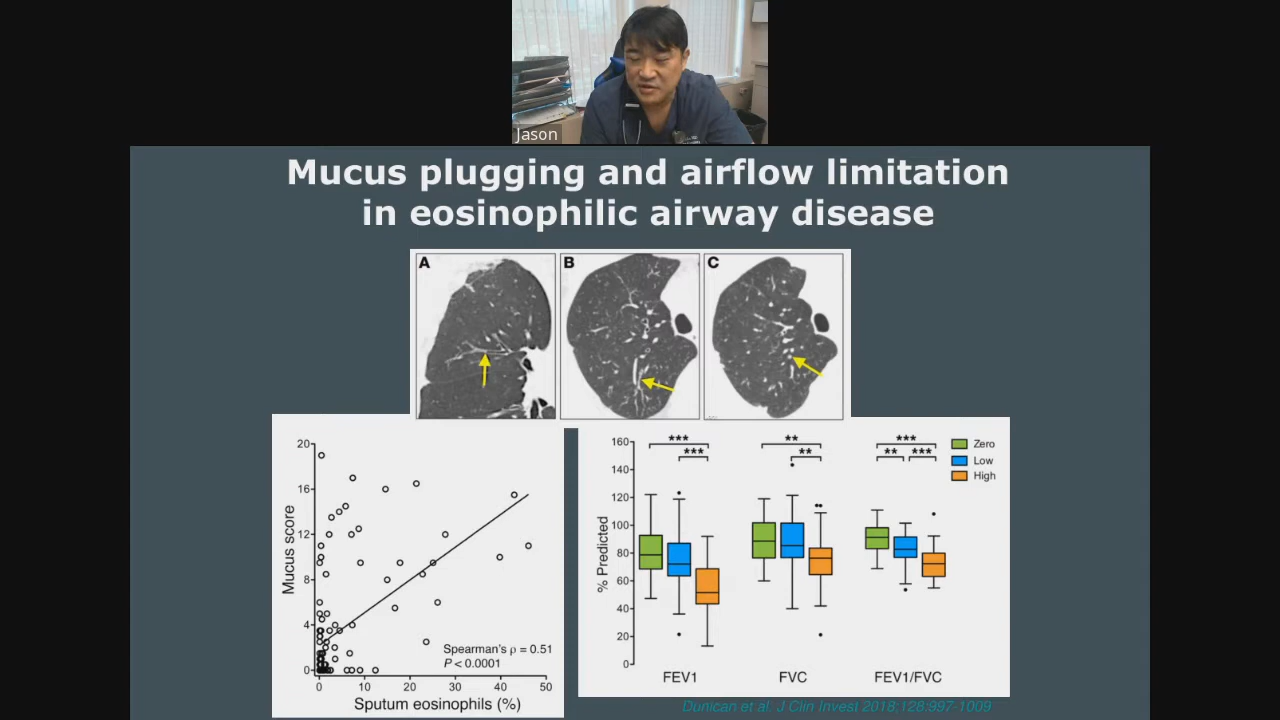 Jason
Mucus plugging and airflow limitation
in eosinophilic airway disease
A
B
C
20
16
12
8
4
0
Mucus score
0 10 20 30 40 50
Sputum eosinophils (%)
Spearman's ρ = 0.51
P < 0.0001
160
140
120
100
80
60
40
20
0
% Predicted
*** ** ***
*** ** ** ***
Zero
Low
High
FEV1 FVC FEV1/FVC
Dunican et al. J Clin Invest 2018;128:997-1009